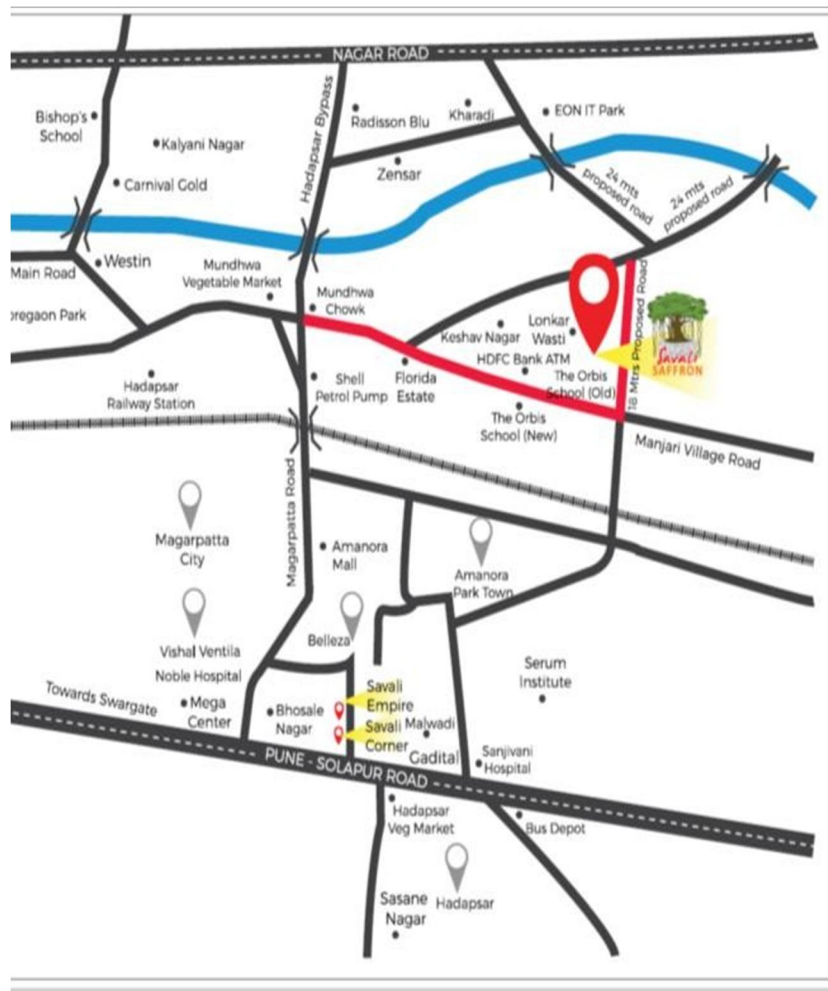 NAGAR ROAD
Bishop's
School
Kalyani Nagar
Carnival Gold
Hadapsar Bypass
Radisson Blu
Kharadi
EON IT Park
Zensar
24 mts
proposed road
24 mts
proposed road
Main Road
Westin
oregaon Park
Mundhwa
Vegetable Market
Mundhwa
Chowk
Keshav Nagar
Lonkar
Wasti
HDFC Bank ATM
The Orbis
School (Old)
18 Mtrs Proposed Road
Savali
SAFFRON
Hadapsar
Railway Station
Shell
Petrol Pump
Florida
Estate
The Orbis
School (New)
Manjari Village Road
Magarpatta Road
Magarpatta
City
Amanora
Mall
Amanora
Park Town
Vishal Ventila
Noble Hospital
Belleza
Mega
Center
Towards Swargate
Bhosale
Nagar
Savali
Empire
Savali
Corner
Malwadi
Gadital
Serum
Institute
Sanjivani
Hospital
PUNE - SOLAPUR ROAD
Hadapsar
Veg Market
Bus Depot
Sasane
Nagar
Hadapsar